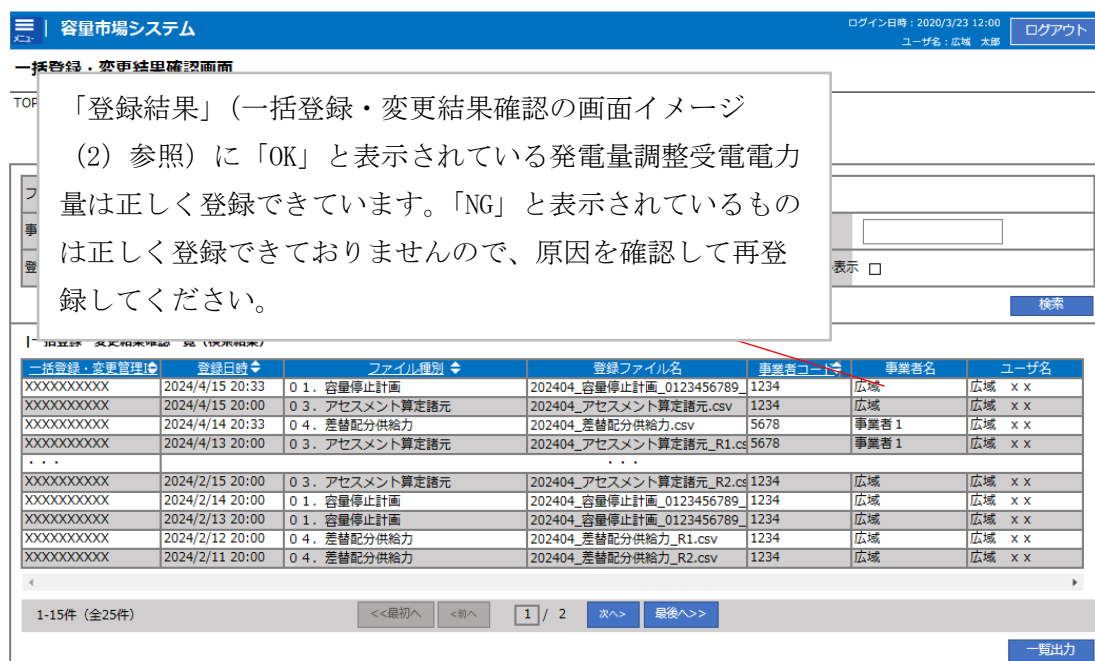 メニュー
容量市場システム
ログイン日時：2020/3/23 12:00
ユーザ名：広域 太郎
ログアウト
一括登録・変更結果確認画面
TOP
「登録結果」（一括登録・変更結果確認の画面イメージ
（2）参照）に「OK」と表示されている発電量調整受電電力
量は正しく登録できています。「NG」と表示されているもの
は正しく登録できておりませんので、原因を確認して再登
録してください。
フ
事
登
表示 □
検索
一括登録・変更結果確認一覧（検索結果）
一括登録・変更管理I 登録日時 ファイル種別 登録ファイル名 事業者コード 事業者名 ユーザ名
XXXXXXXXXX 2024/4/15 20:33 ０１．容量停止計画 202404_容量停止計画_0123456789_ 1234 広域 広域 ｘｘ
XXXXXXXXXX 2024/4/15 20:00 ０３．アセスメント算定諸元 202404_アセスメント算定諸元.csv 1234 広域 広域 ｘｘ
XXXXXXXXXX 2024/4/14 20:33 ０４．差替配分供給力 202404_差替配分供給力.csv 5678 事業者１ 広域 ｘｘ
XXXXXXXXXX 2024/4/13 20:00 ０３．アセスメント算定諸元 202404_アセスメント算定諸元_R1.cs 5678 事業者１ 広域 ｘｘ
・・・ ・・・
XXXXXXXXXX 2024/2/15 20:00 ０３．アセスメント算定諸元 202404_アセスメント算定諸元_R2.cs 1234 広域 広域 ｘｘ
XXXXXXXXXX 2024/2/14 20:00 ０１．容量停止計画 202404_容量停止計画_0123456789_ 1234 広域 広域 ｘｘ
XXXXXXXXXX 2024/2/13 20:00 ０１．容量停止計画 202404_容量停止計画_0123456789_ 1234 広域 広域 ｘｘ
XXXXXXXXXX 2024/2/12 20:00 ０４．差替配分供給力 202404_差替配分供給力_R1.csv 1234 広域 広域 ｘｘ
XXXXXXXXXX 2024/2/11 20:00 ０４．差替配分供給力 202404_差替配分供給力_R2.csv 1234 広域 広域 ｘｘ
1-15件（全25件） <<最初へ <前へ 1 / 2 次へ> 最後へ>>
一覧出力